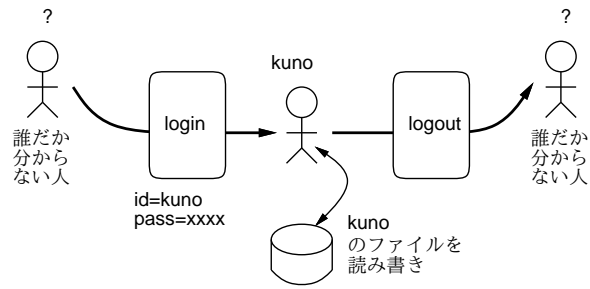 ?
誰だか
分から
ない人
login
id=kuno
pass=xxxx
kuno
kuno
のファイルを
読み書き
logout
?
誰だか
分から
ない人